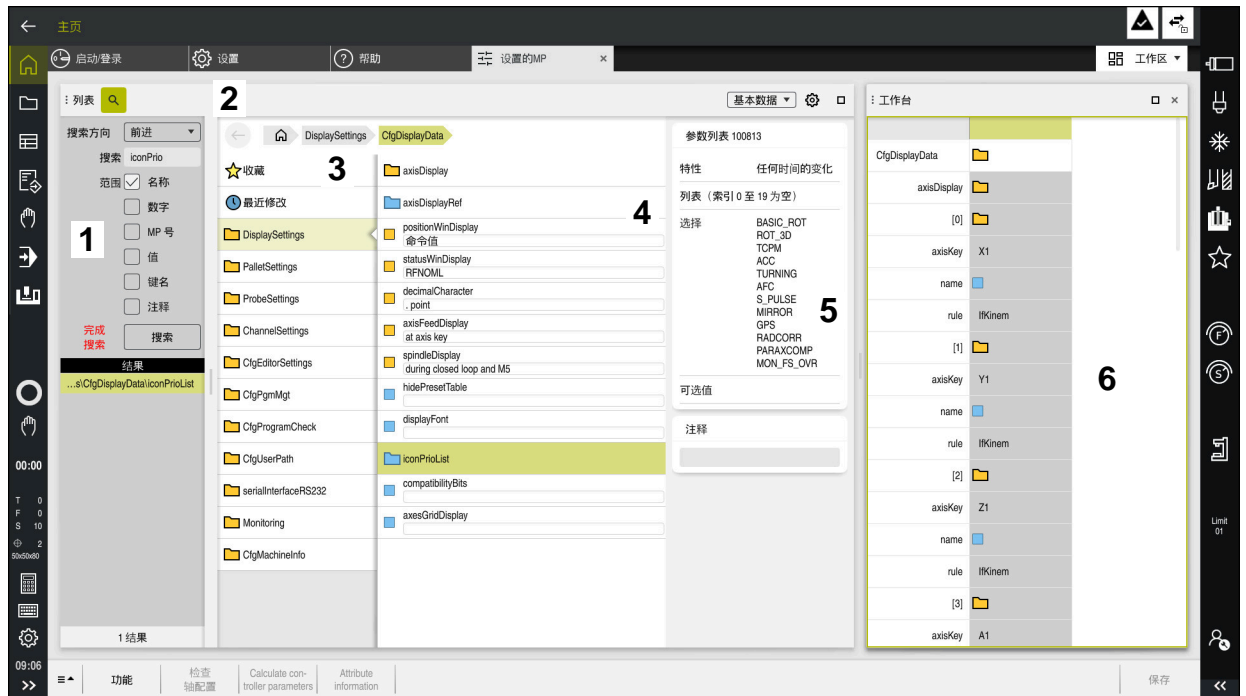 主页
启动/登录
设置
帮助
设置的MP
×
工作区
列表
2
基本数据
工作台
×
搜索方向
前进
搜索
iconPrio
范围
名称
数字
MP 号
值
键名
注释
1
完成
搜索
搜索
结果
...s\CfgDisplayData\iconPrioList
1 结果
DisplaySettings
CfgDisplayData
3
收藏
最近修改
DisplaySettings
PalletSettings
ProbeSettings
ChannelSettings
CfgEditorSettings
CfgPgmMgt
CfgProgramCheck
CfgUserPath
serialInterfaceRS232
Monitoring
CfgMachineInfo
axisDisplay
axisDisplayRef
4
positionWinDisplay
命令值
statusWinDisplay
RFNOML
decimalCharacter
. point
axisFeedDisplay
at axis key
spindleDisplay
during closed loop and M5
hidePresetTable
displayFont
iconPrioList
compatibilityBits
axesGridDisplay
参数列表 100813
特性
任何时间的变化
列表（索引 0 至 19 为空）
选择
BASIC_ROT
ROT_3D
TCPM
ACC
TURNING
AFC
S_PULSE
MIRROR
GPS
RADCORR
PARAXCOMP
MON_FS_OVR
5
可选值
注释
CfgDisplayData
axisDisplay
[0]
axisKey X1
name
rule IfKinem
[1]
axisKey Y1
6
name
rule IfKinem
[2]
axisKey Z1
name
rule IfKinem
[3]
axisKey A1
00:00
T 0
F 0
S 10
2
50x50x80
09:06
功能
检查
轴配置
Calculate con-
troller parameters
Attribute
information
保存
F
S
Limit
01